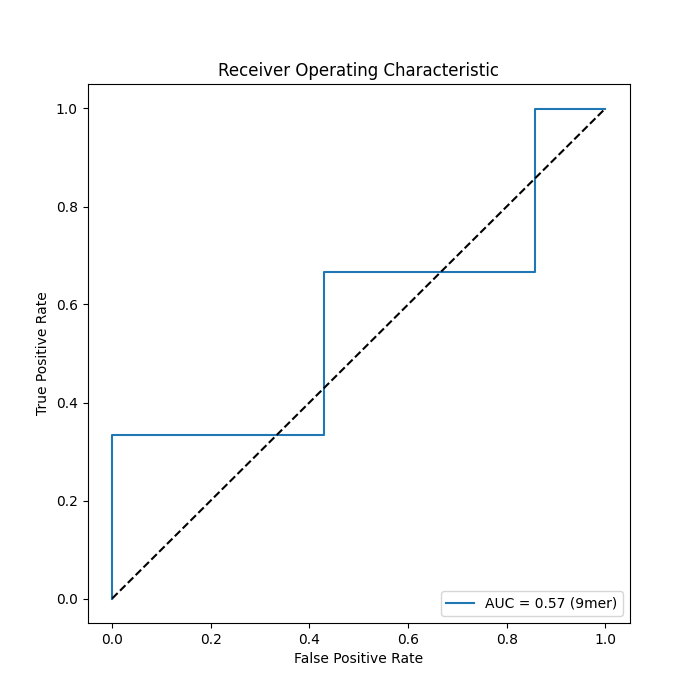 Receiver Operating Characteristic
True Positive Rate
1.0
0.8
0.6
0.4
0.2
0.0
AUC = 0.57 (9mer)
0.0 0.2 0.4 0.6 0.8 1.0
False Positive Rate